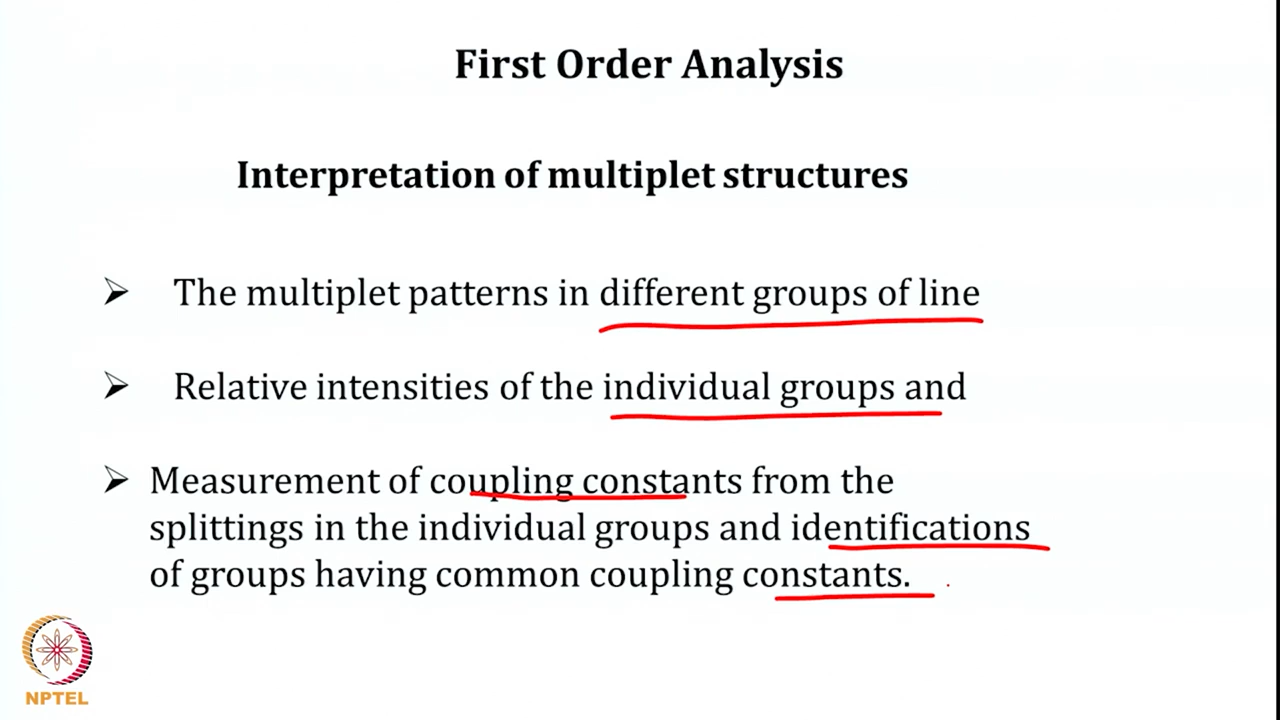 First Order Analysis
Interpretation of multiplet structures
➢ The multiplet patterns in different groups of line
➢ Relative intensities of the individual groups and
➢ Measurement of coupling constants from the
splittings in the individual groups and identifications
of groups having common coupling constants.
NPTEL